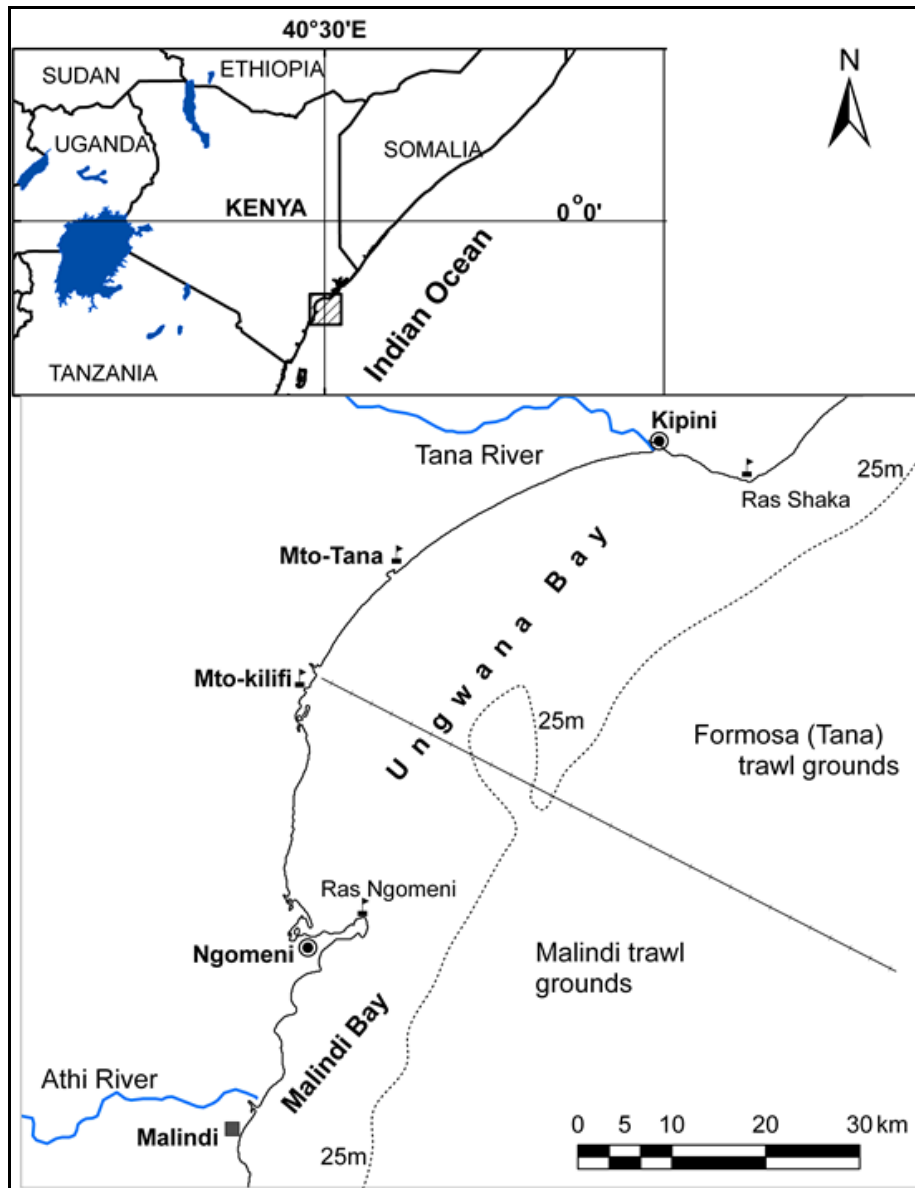 40°30'E
SUDAN
ETHIOPIA
N
UGANDA
SOMALIA
KENYA
0°0'
Indian Ocean
TANZANIA
Kipini
Tana River
25m
Ras Shaka
Mto-Tana
Ungwana Bay
Mto-kilifi
25m
Formosa (Tana)
trawl grounds
Ras Ngomeni
Ngomeni
Malindi trawl
grounds
Malindi Bay
Athi River
Malindi
25m
0 5 10 20 30 km